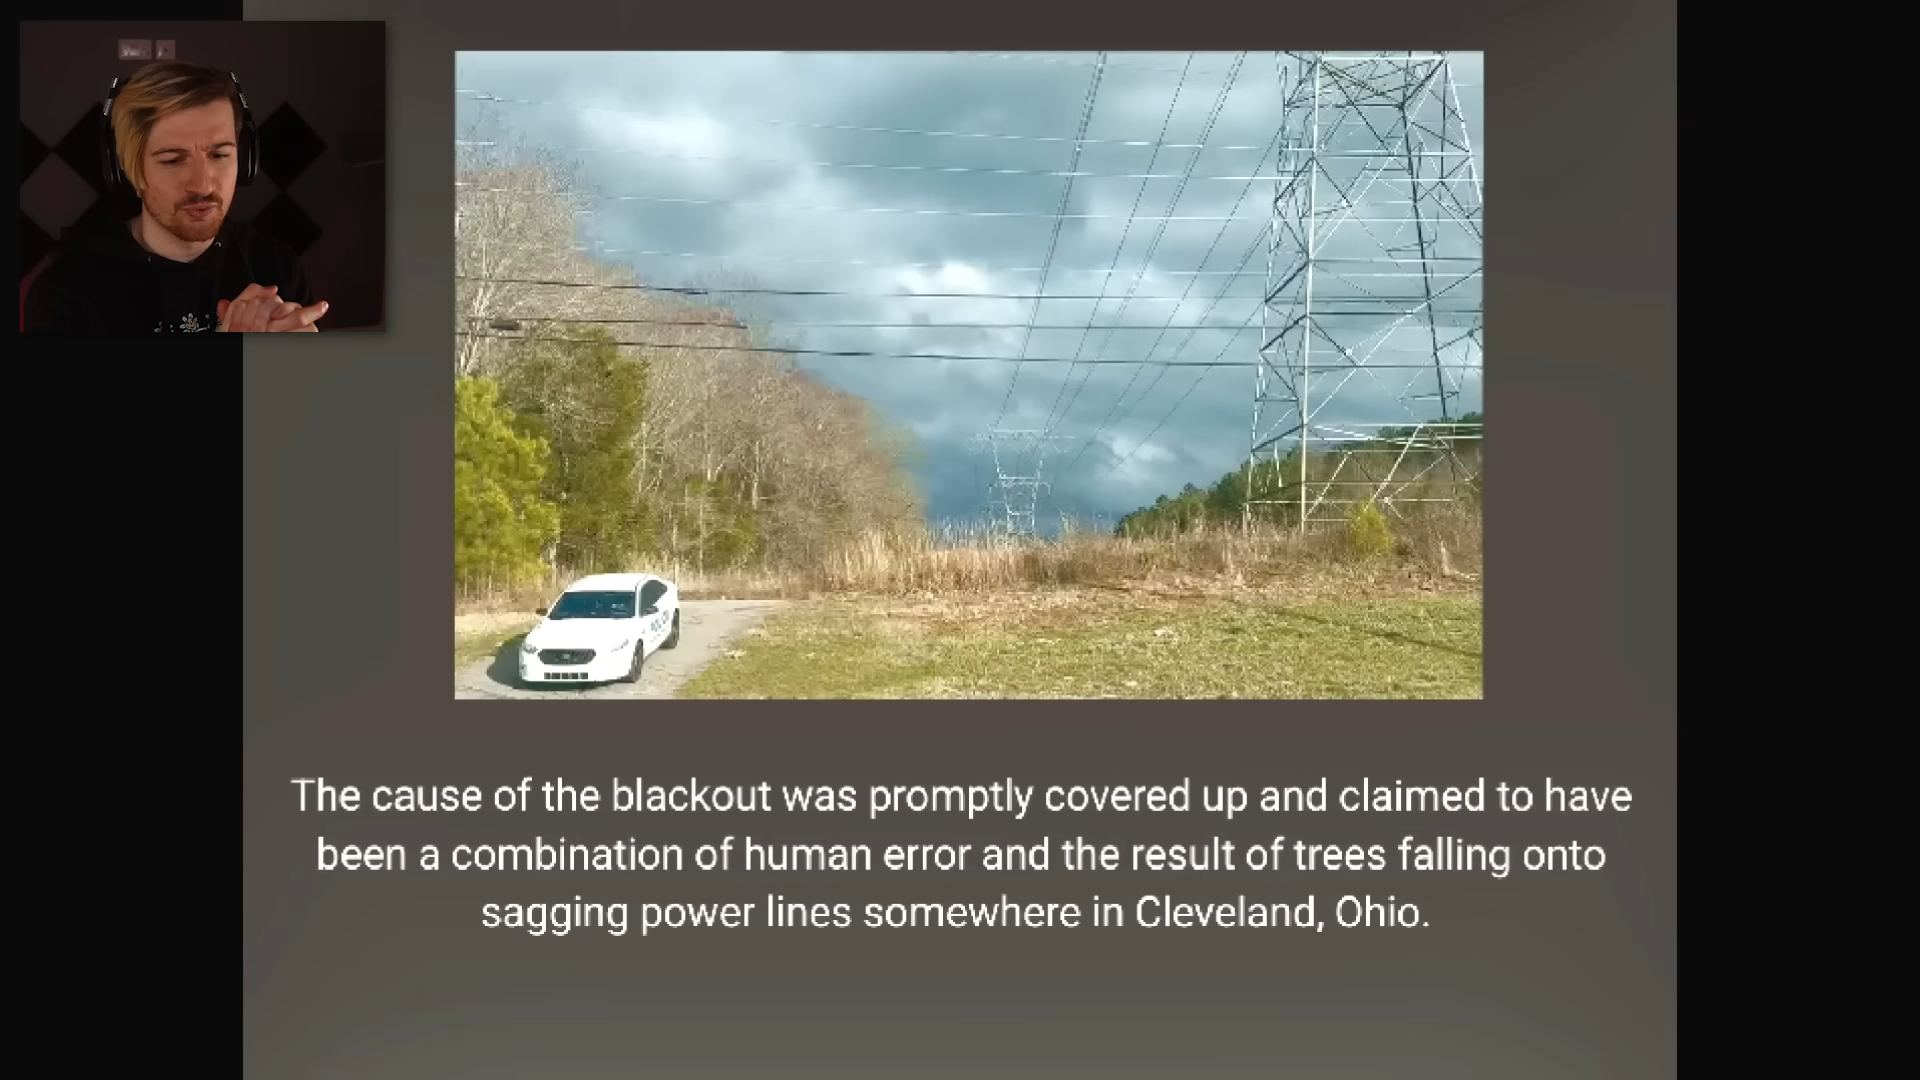 The cause of the blackout was promptly covered up and claimed to have
been a combination of human error and the result of trees falling onto
sagging power lines somewhere in Cleveland, Ohio.